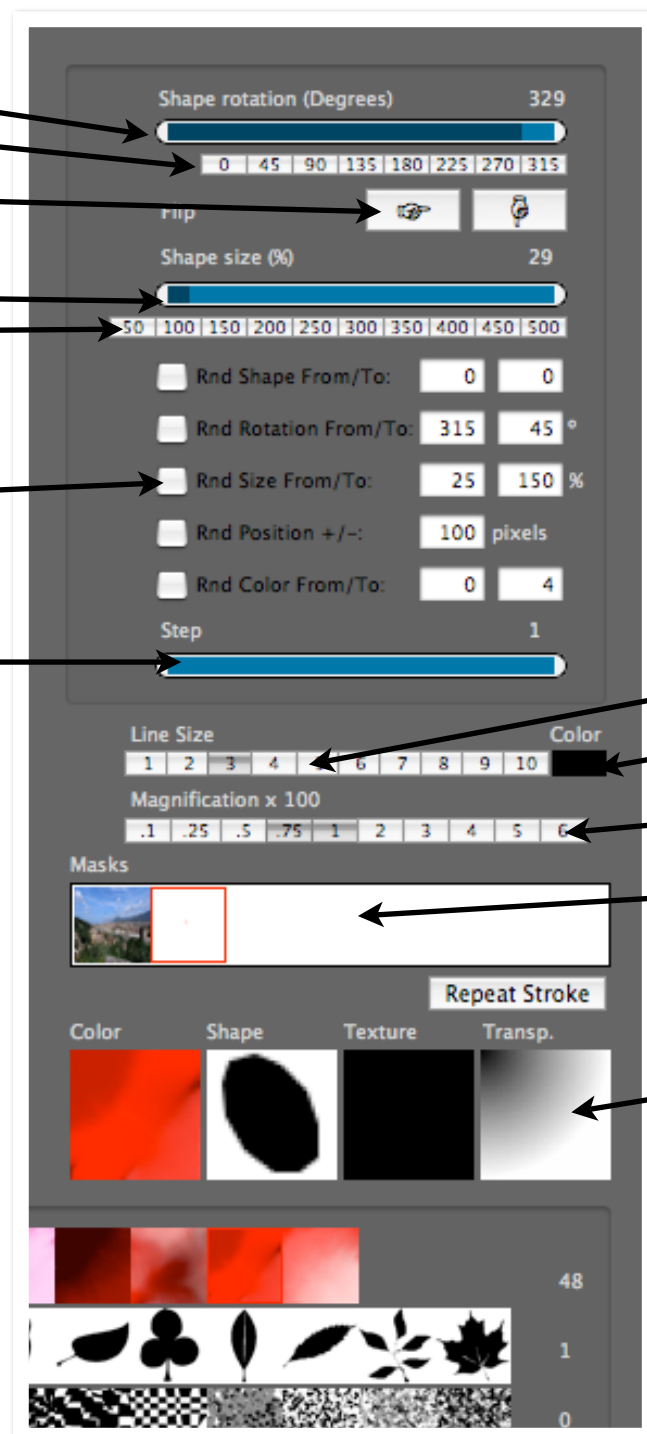 Shape rotation (Degrees) 329
0 45 90 135 180 225 270 315
Flip
Shape size (%) 29
50 100 150 200 250 300 350 400 450 500
Rnd Shape From/To: 0 0
Rnd Rotation From/To: 315 45 °
Rnd Size From/To: 25 150 %
Rnd Position +/-: 100 pixels
Rnd Color From/To: 0 4
Step 1
Line Size Color
1 2 3 4 5 6 7 8 9 10
Magnification x 100
.1 .25 .5 .75 1 2 3 4 5 6
Masks
Repeat Stroke
Color Shape Texture Transp.
48
1
0